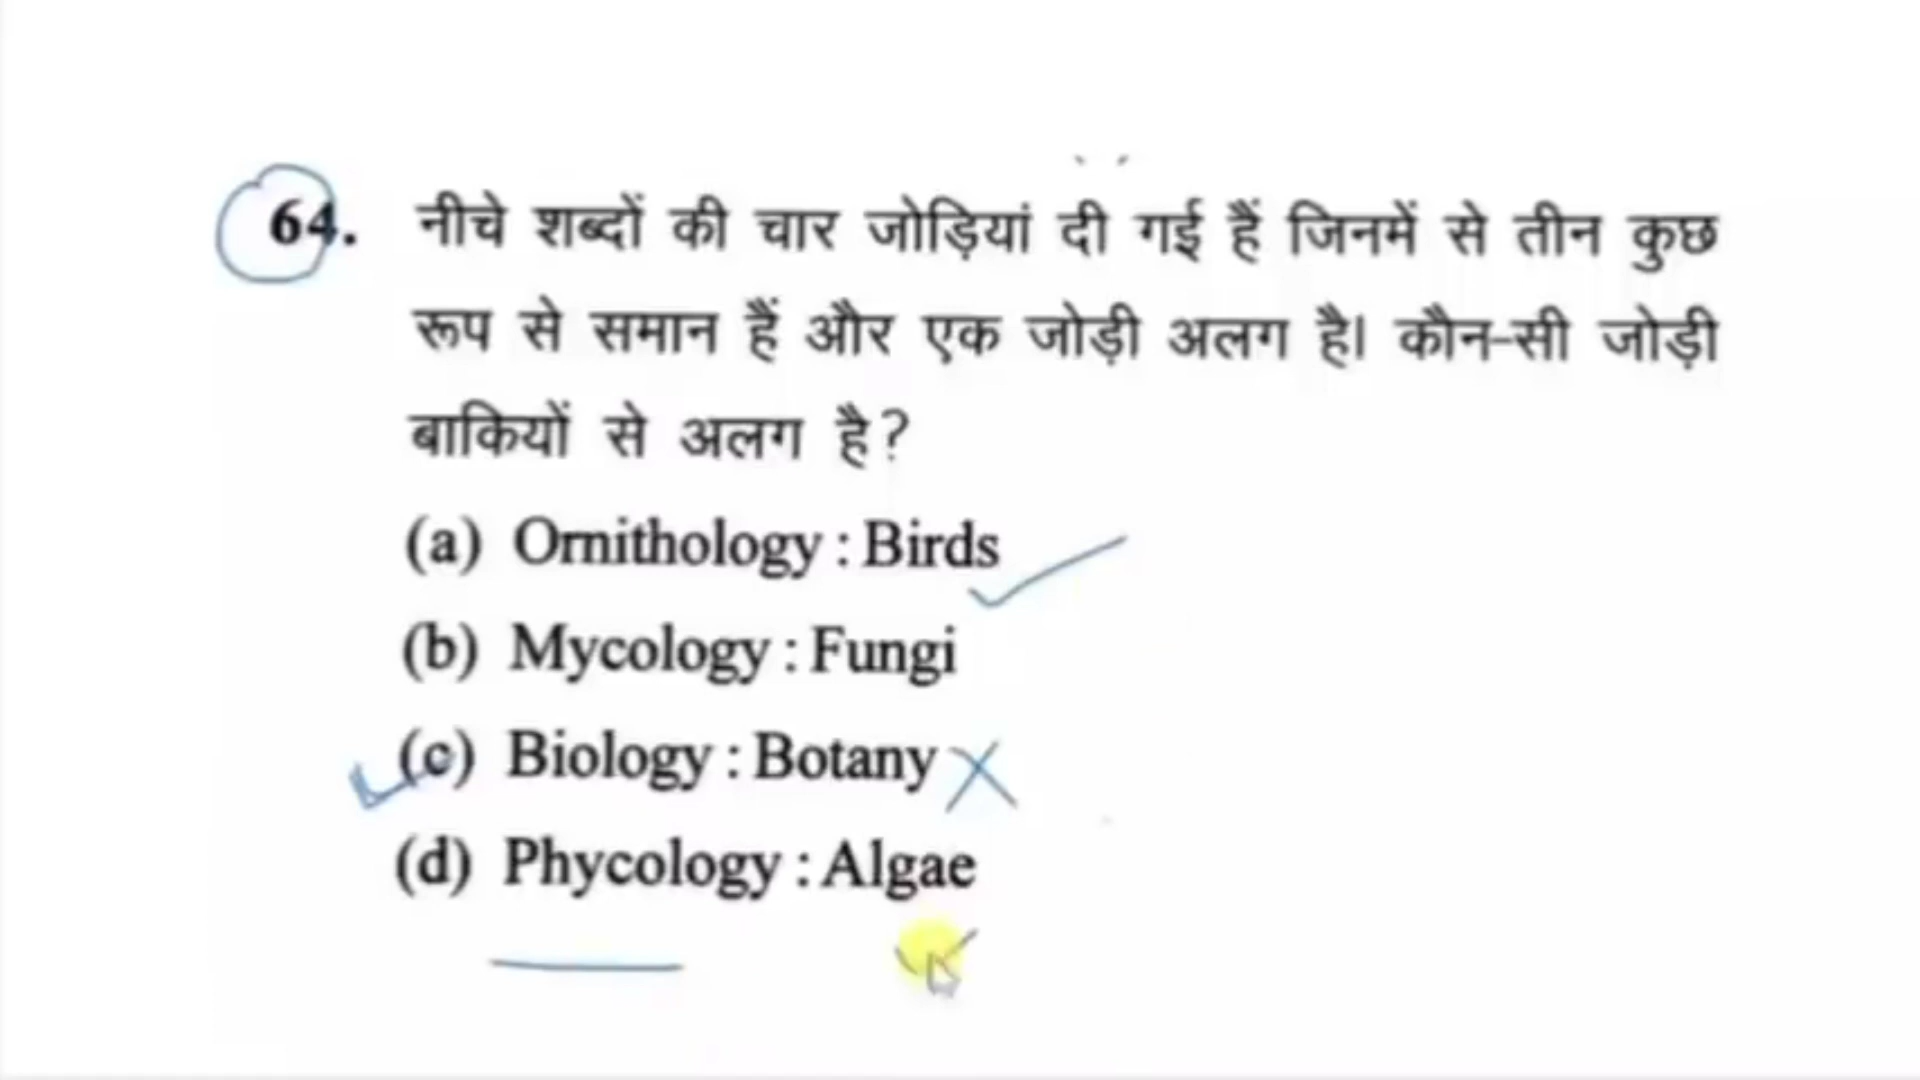 64. नीचे शब्दों की चार जोड़ियां दी गई हैं जिनमें से तीन कुछ
रूप से समान हैं और एक जोड़ी अलग है। कौन-सी जोड़ी
बाकियों से अलग है?
(a) Ornithology : Birds
(b) Mycology : Fungi
(c) Biology : Botany
(d) Phycology : Algae